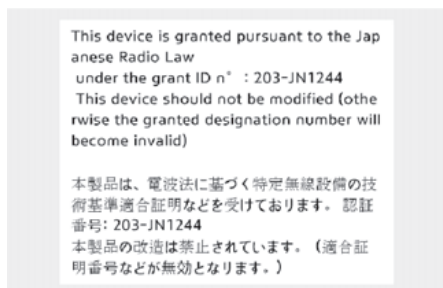 This device is granted pursuant to the Jap
anese Radio Law
under the grant ID n° : 203-JN1244
This device should not be modified (othe
rwise the granted designation number will
become invalid)
本製品は、電波法に基づく特定無線設備の技
術基準適合証明などを受けております。 認証
番号: 203-JN1244
本製品の改造は禁止されています。 (適合証
明番号などが無効となります。)